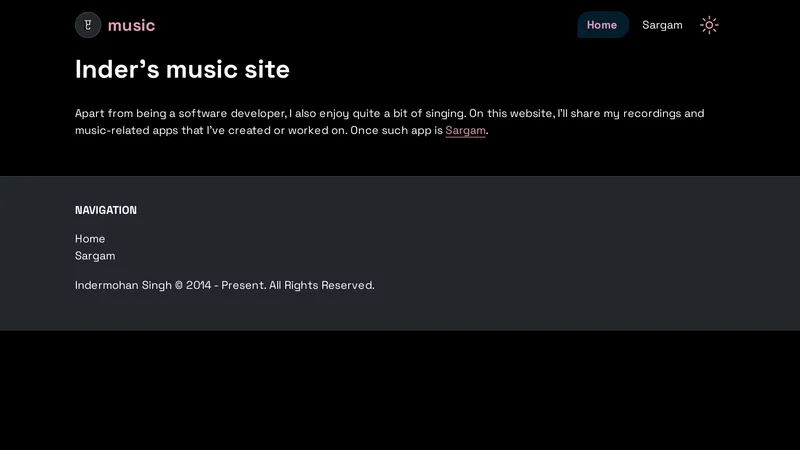 music
Home
Sargam
Inder's music site
Apart from being a software developer, I also enjoy quite a bit of singing. On this website, I'll share my recordings and
music-related apps that I've created or worked on. Once such app is Sargam.
NAVIGATION
Home
Sargam
Indermohan Singh © 2014 - Present. All Rights Reserved.